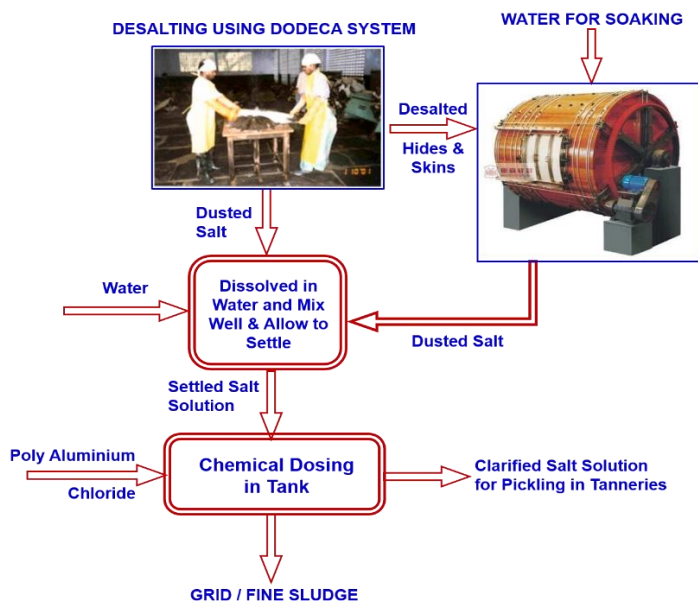 DESALTING USING DODECA SYSTEM
WATER FOR SOAKING
Desalted
Hides &
Skins
Dusted
Salt
Water
Dissolved in
Water and Mix
Well & Allow to
Settle
Dusted Salt
Settled Salt
Solution
Poly Aluminium
Chloride
Chemical Dosing
in Tank
Clarified Salt Solution
for Pickling in Tanneries
GRID / FINE SLUDGE